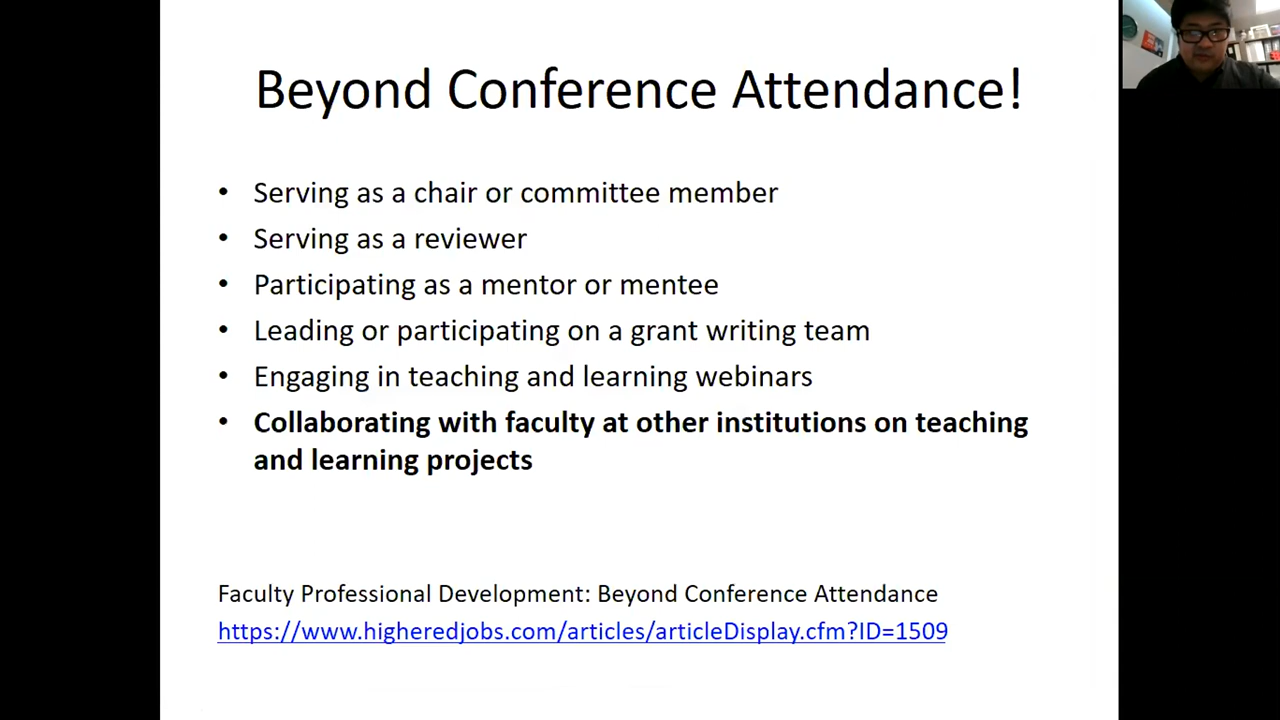 Beyond Conference Attendance!
• Serving as a chair or committee member
• Serving as a reviewer
• Participating as a mentor or mentee
• Leading or participating on a grant writing team
• Engaging in teaching and learning webinars
• Collaborating with faculty at other institutions on teaching
and learning projects
Faculty Professional Development: Beyond Conference Attendance
https://www.higheredjobs.com/articles/articleDisplay.cfm?ID=1509